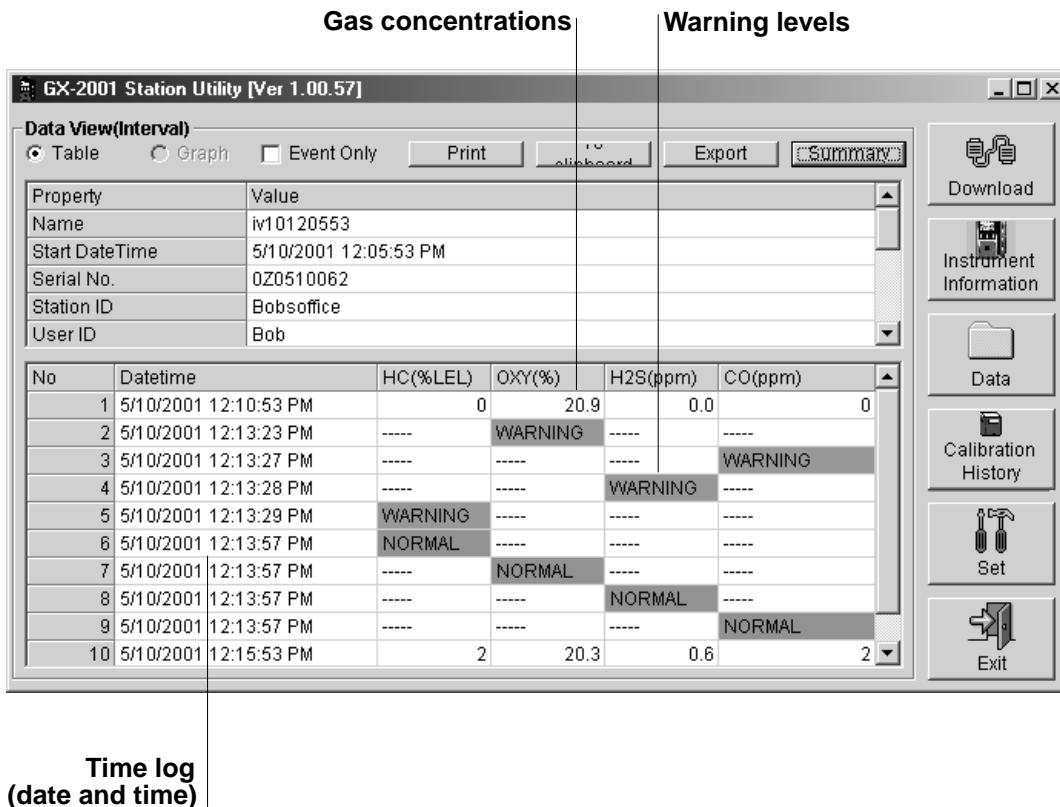 Gas concentrations Warning levels
GX-2001 Station Utility [Ver 1.00.57]
Data View(Interval)
Table Graph Event Only Print Export Summary
Property Value
Name iv10120553
Start DateTime 5/10/2001 12:05:53 PM
Serial No. 0Z0510062
Station ID Bobsoffice
User ID Bob
No Datetime HC(%LEL) OXY(%) H2S(ppm) CO(ppm)
1 5/10/2001 12:10:53 PM 0 20.9 0.0 0
2 5/10/2001 12:13:23 PM ----- WARNING ----- -----
3 5/10/2001 12:13:27 PM ----- ----- ----- WARNING
4 5/10/2001 12:13:28 PM ----- ----- WARNING -----
5 5/10/2001 12:13:29 PM WARNING ----- ----- -----
6 5/10/2001 12:13:57 PM NORMAL ----- ----- -----
7 5/10/2001 12:13:57 PM ----- NORMAL ----- -----
8 5/10/2001 12:13:57 PM ----- ----- NORMAL -----
9 5/10/2001 12:13:57 PM ----- ----- ----- NORMAL
10 5/10/2001 12:15:53 PM 2 20.3 0.6 2
Download
Instrument
Information
Data
Calibration
History
Set
Exit
Time log
(date and time)